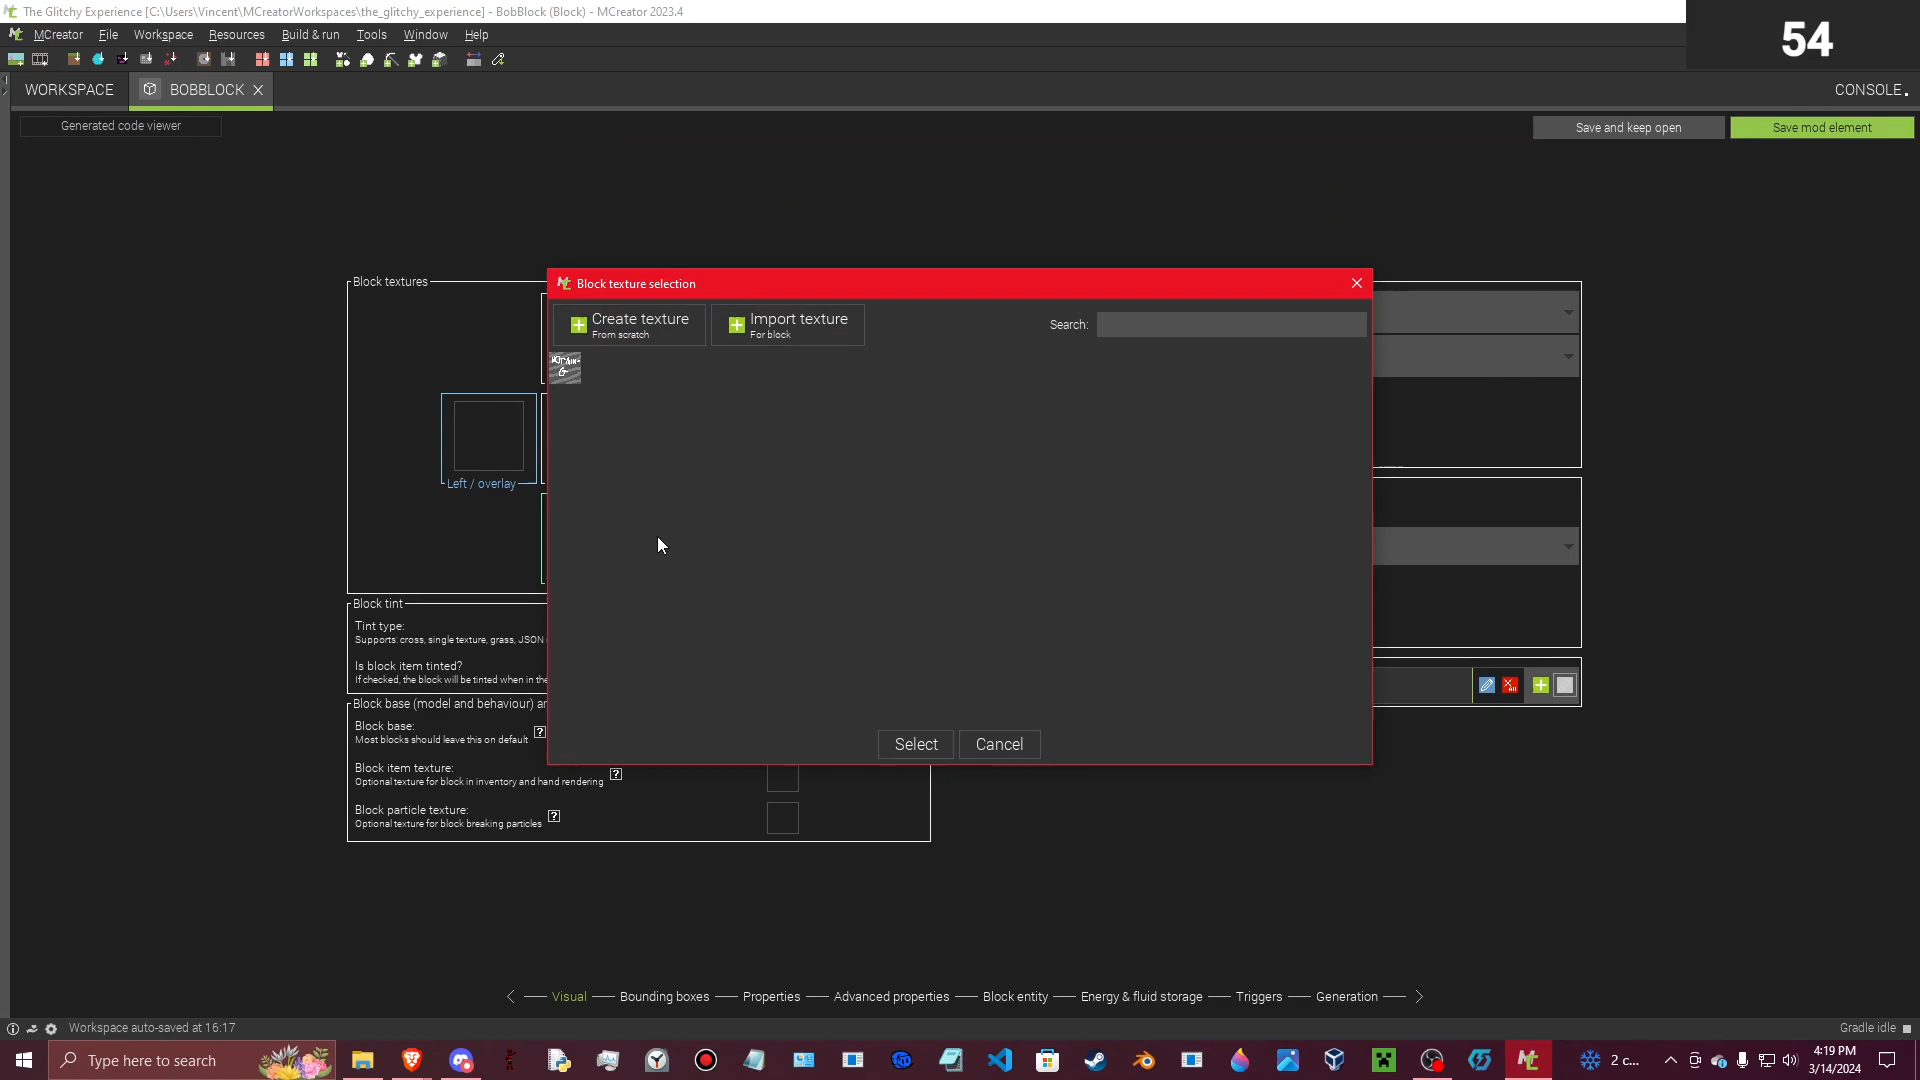 The Glitchy Experience [C:\Users\Vincent\MCreatorWorkspaces\the_glitchy_experience] - BobBlock (Block) - MCreator 2023.4
54
MCreator File Workspace Resources Build & run Tools Window Help
WORKSPACE BOBBLOCK CONSOLE
Generated code viewer Save and keep open Save mod element
Block textures
Block texture selection
Create texture
From scratch
Import texture
For block
Search:
Left / overlay
Block tint
Tint type:
Supports: cross, single texture, grass, JSON
Is block item tinted?
If checked, the block will be tinted when in the
Block base (model and behaviour) an
Block base:
Most blocks should leave this on default
Select Cancel
Block item texture:
Optional texture for block in inventory and hand rendering
Block particle texture:
Optional texture for block breaking particles
Visual Bounding boxes Properties Advanced properties Block entity Energy & fluid storage Triggers Generation
Workspace auto-saved at 16:17 Gradle idle
Type here to search 2 c... 4:19 PM
3/14/2024